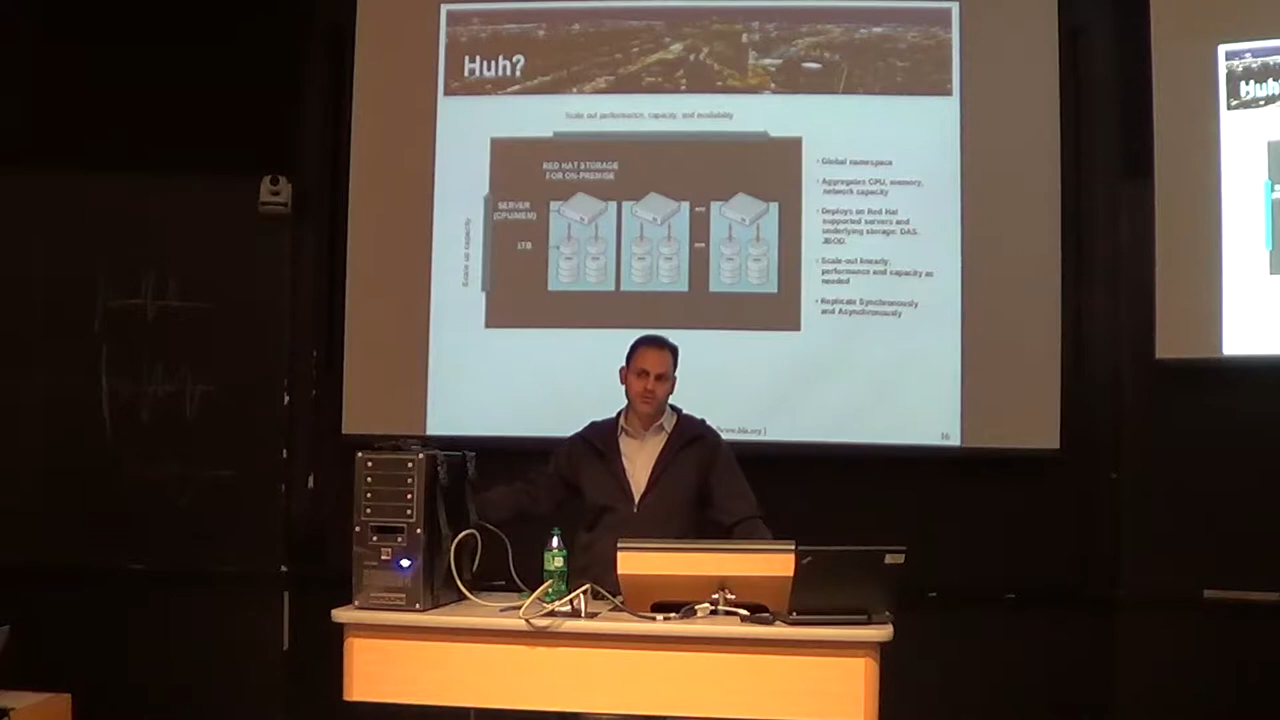 Huh?
Scale out performance, capacity, and availability
RED HAT STORAGE
FOR ON-PREMISE
SERVER
(CPU/MEM)
1TB
Scale up capacity
• Global namespace
• Aggregates CPU, memory,
network capacity
• Deploys on Red Hat
supported servers and
underlying storage: DAS,
JBOD.
• Scale-out linearly;
performance and capacity as
needed
• Replicate Synchronously
and Asynchronously
16
Huh